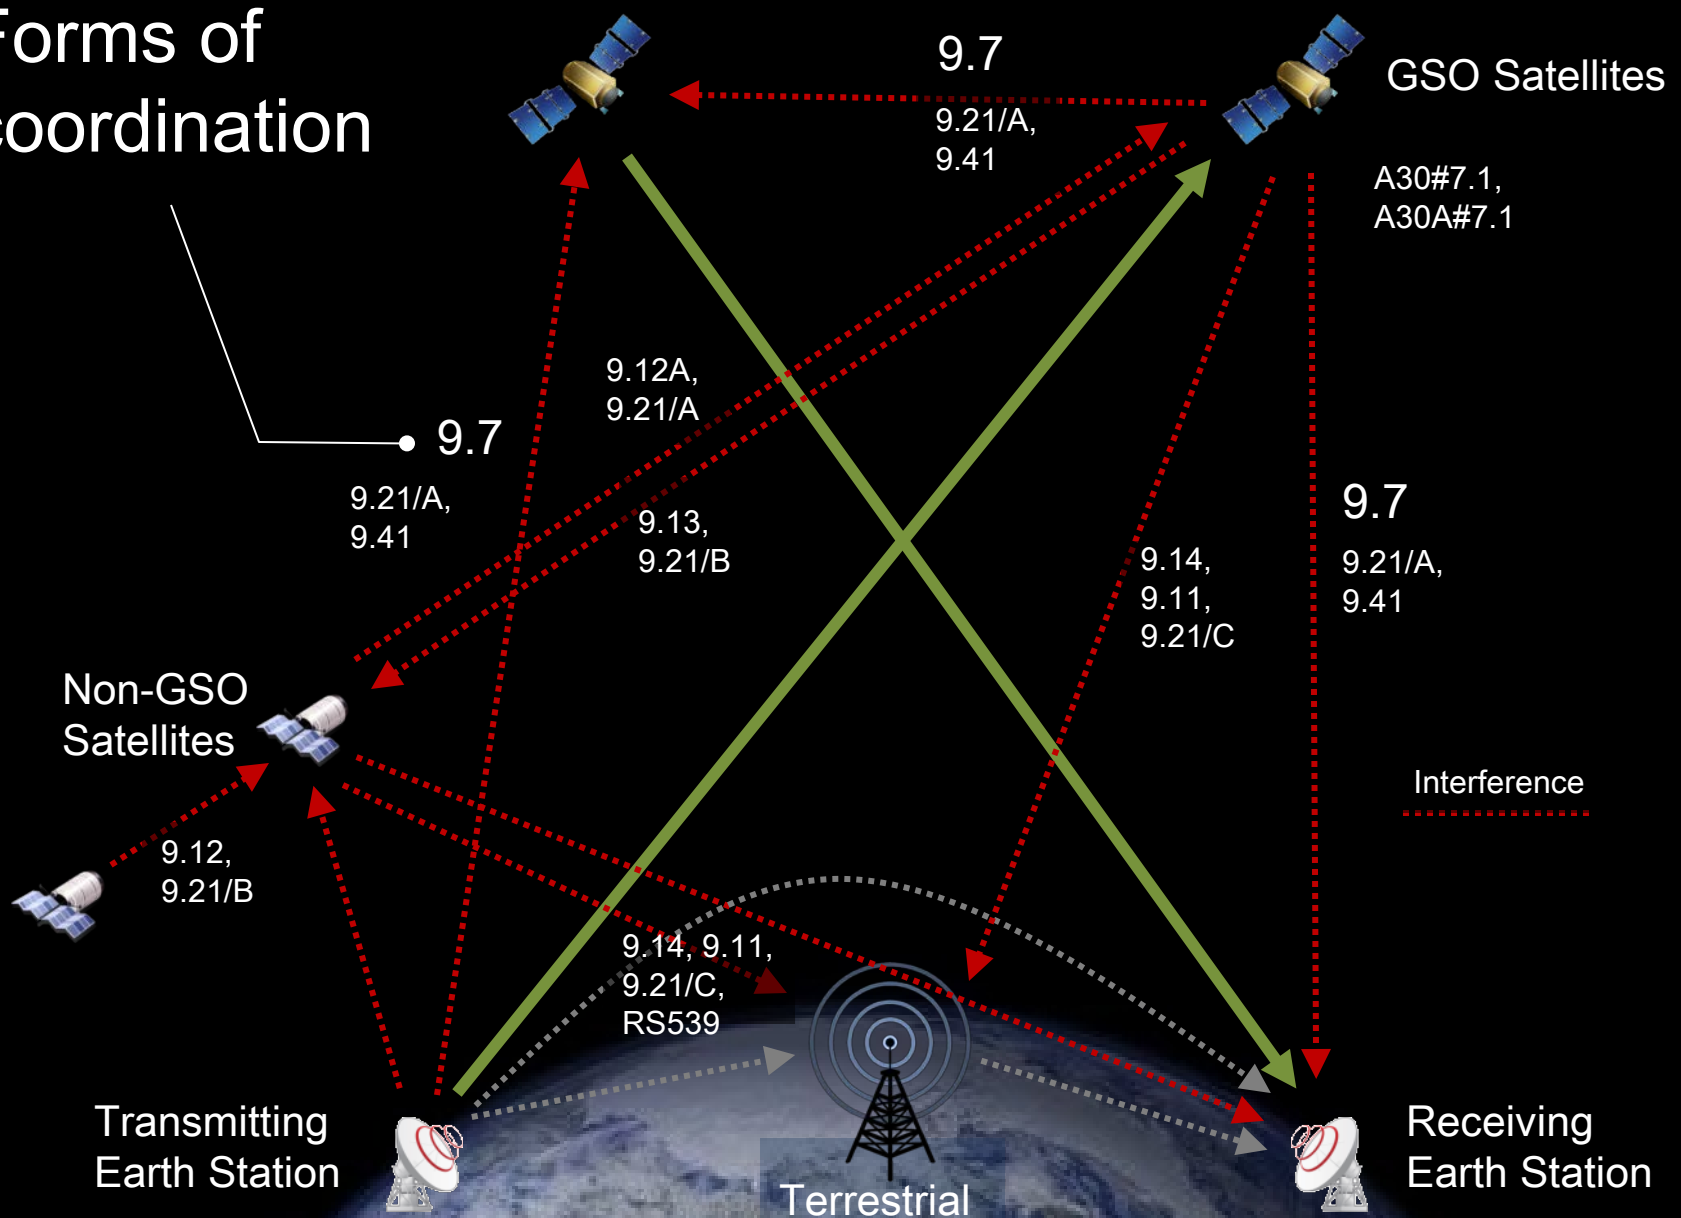 Forms of
coordination
9.7
9.21/A,
9.41
GSO Satellites
A30#7.1,
A30A#7.1
9.12A,
9.21/A
9.7
9.21/A,
9.41
9.13,
9.21/B
9.14,
9.11,
9.21/C
9.7
9.21/A,
9.41
Non-GSO
Satellites
Interference
9.12,
9.21/B
9.14, 9.11,
9.21/C,
RS539
Transmitting
Earth Station
Terrestrial
Receiving
Earth Station